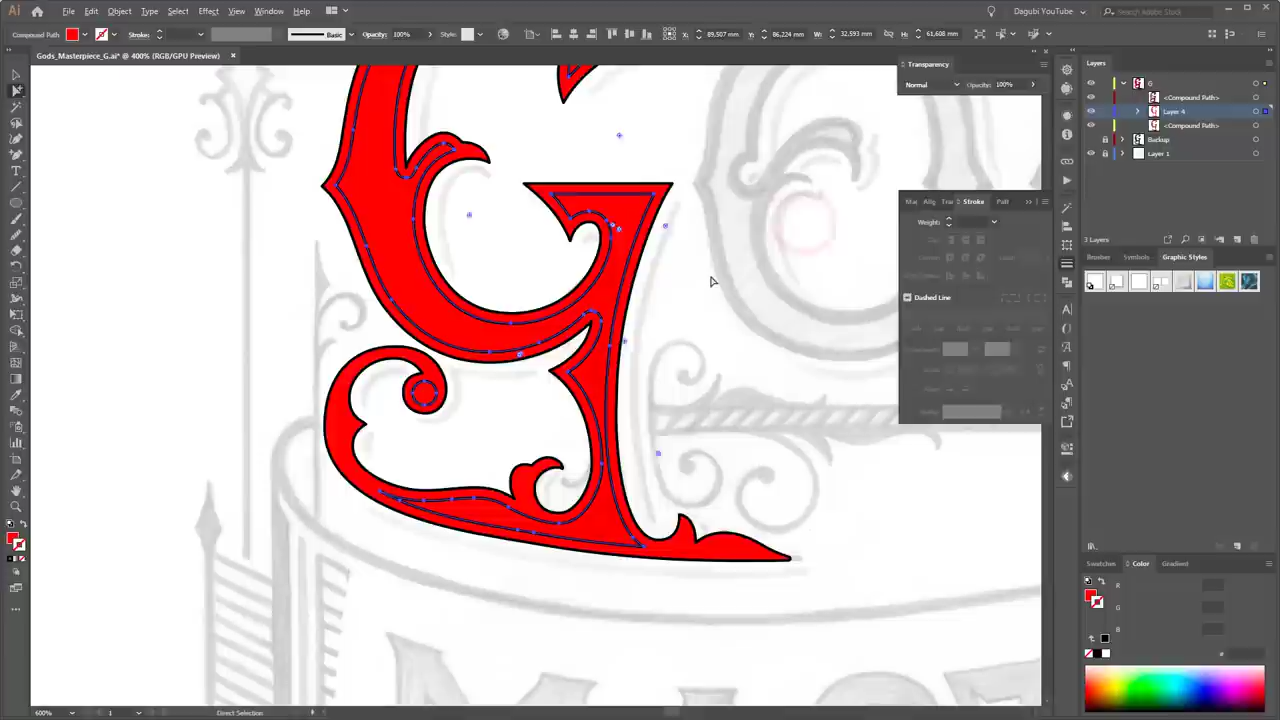 Ai File Edit Object Type Select Effect View Window Help Dagubi YouTube Search Adobe Stock
Compound Path Stroke: Basic Opacity: 100% Style: X: 89,507 mm Y: 86,224 mm W: 32,593 mm H: 61,608 mm
Gods_Masterpiece_G.ai* @ 400% (RGB/GPU Preview)
Transparency
Normal Opacity: 100%
Layers
G
<Compound Path>
Layer 4
<Compound Path>
Backup
Layer 1
Stroke Path
Weight:
Dashed Line
3 Layers
Brushes Symbols Graphic Styles
Swatches Color Gradient
R
G
B
#
600% 1 Direct Selection